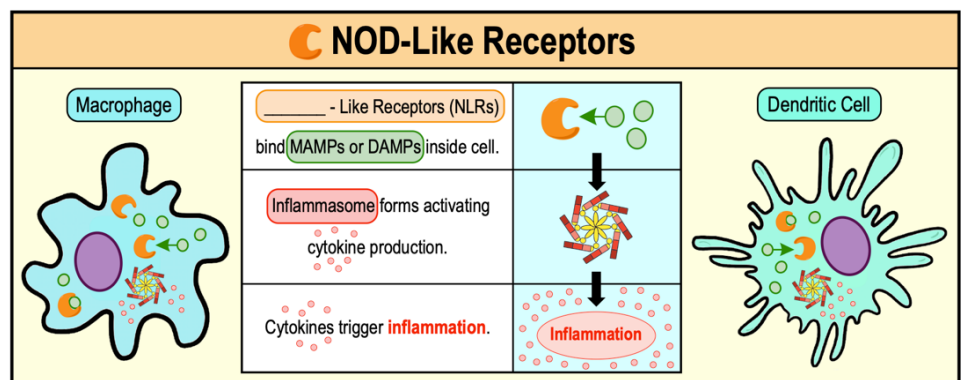 NOD-Like Receptors
Macrophage
_______ - Like Receptors (NLRs)
bind MAMPs or DAMPs inside cell.
Inflammasome forms activating
cytokine production.
Cytokines trigger inflammation.
Inflammation
Dendritic Cell